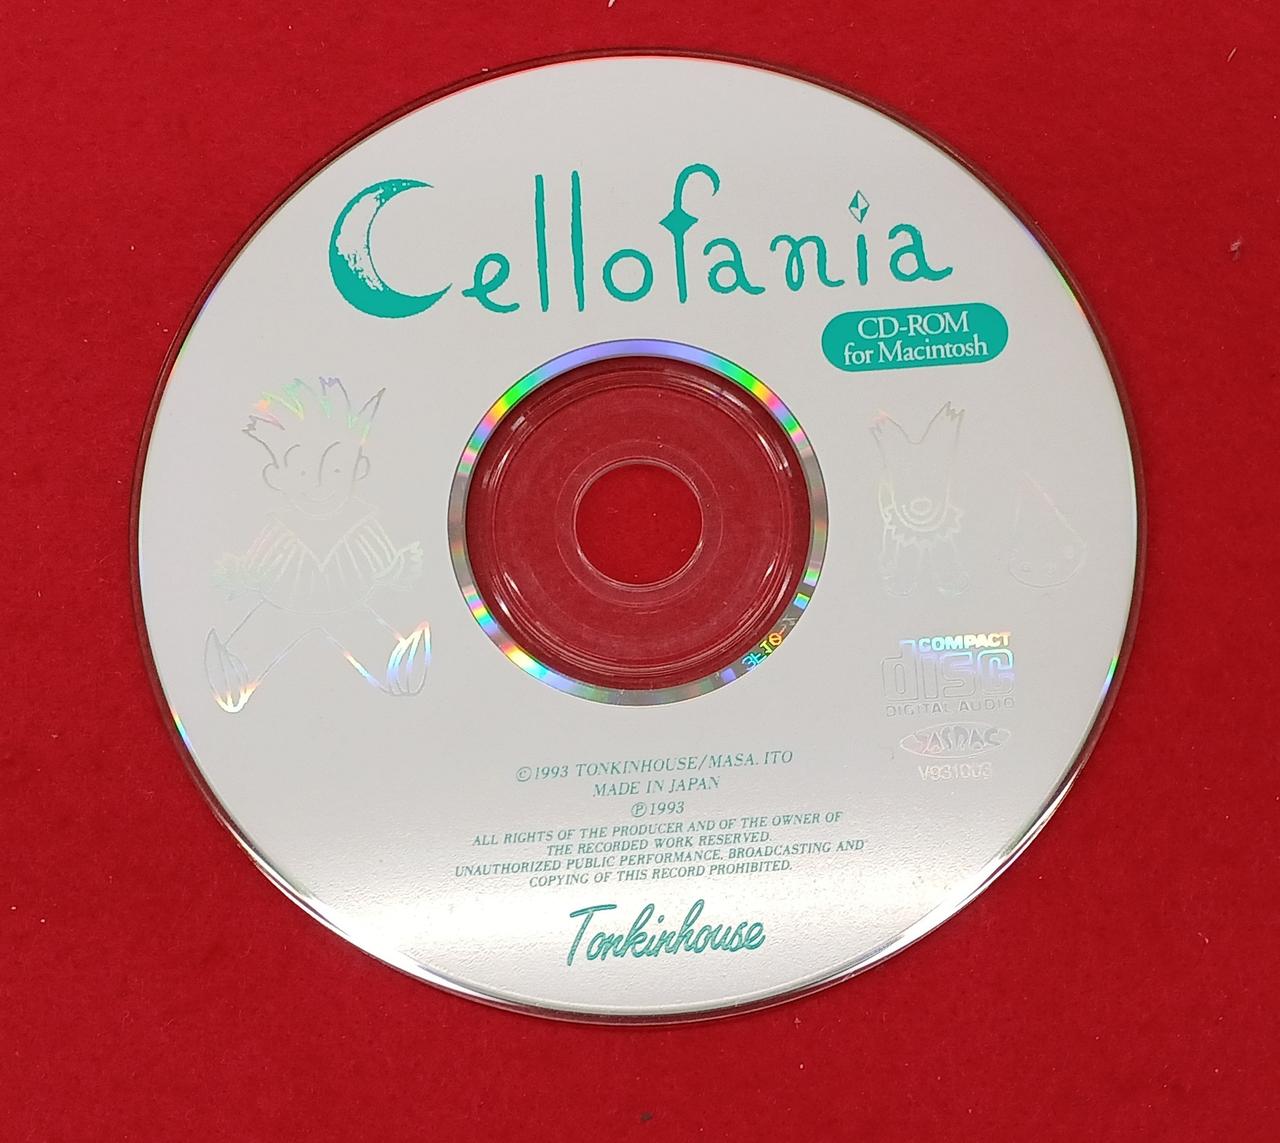 Cellofania
CD-ROM
for Macintosh
COMPACT
disc
DIGITAL AUDIO
JASRAC
V931003
©1993 TONKINHOUSE/MASA. ITO
MADE IN JAPAN
℗1993
ALL RIGHTS OF THE PRODUCER AND OF THE OWNER OF
THE RECORDED WORK RESERVED.
UNAUTHORIZED PUBLIC PERFORMANCE, BROADCASTING AND
COPYING OF THIS RECORD PROHIBITED.
Tonkinhouse